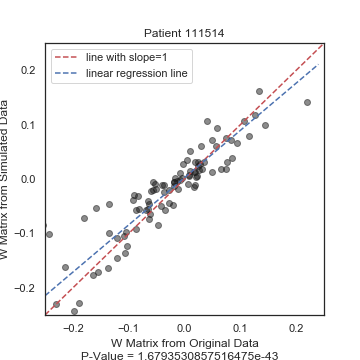 Patient 111514
line with slope=1
linear regression line
W Matrix from Simulated Data
0.2
0.1
0.0
−0.1
−0.2
−0.2
−0.1
0.0
0.1
0.2
W Matrix from Original Data
P-Value = 1.6793530857516475e-43